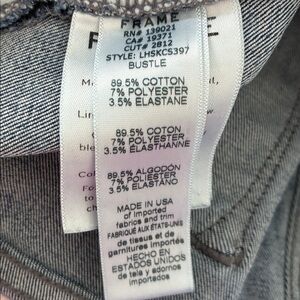 FRAME
RN# 139021
CA# 19371
CUT# 2812
STYLE: LHSKCS397
BUSTLE
89.5% COTTON
7% POLYESTER
3.5% ELASTANE
89.5% COTON
7% POLYESTER
3.5% ELASTHANNE
89.5% ALGODÓN
7% POLIESTER
3.5% ELASTANO
MADE IN USA
of imported
fabrics and trim
FABRIQUÉ AUX ÉTATS-UNIS
de tissus et de
garnitures importés
HECHO EN
ESTADOS UNIDOS
de tela y adornos
importados